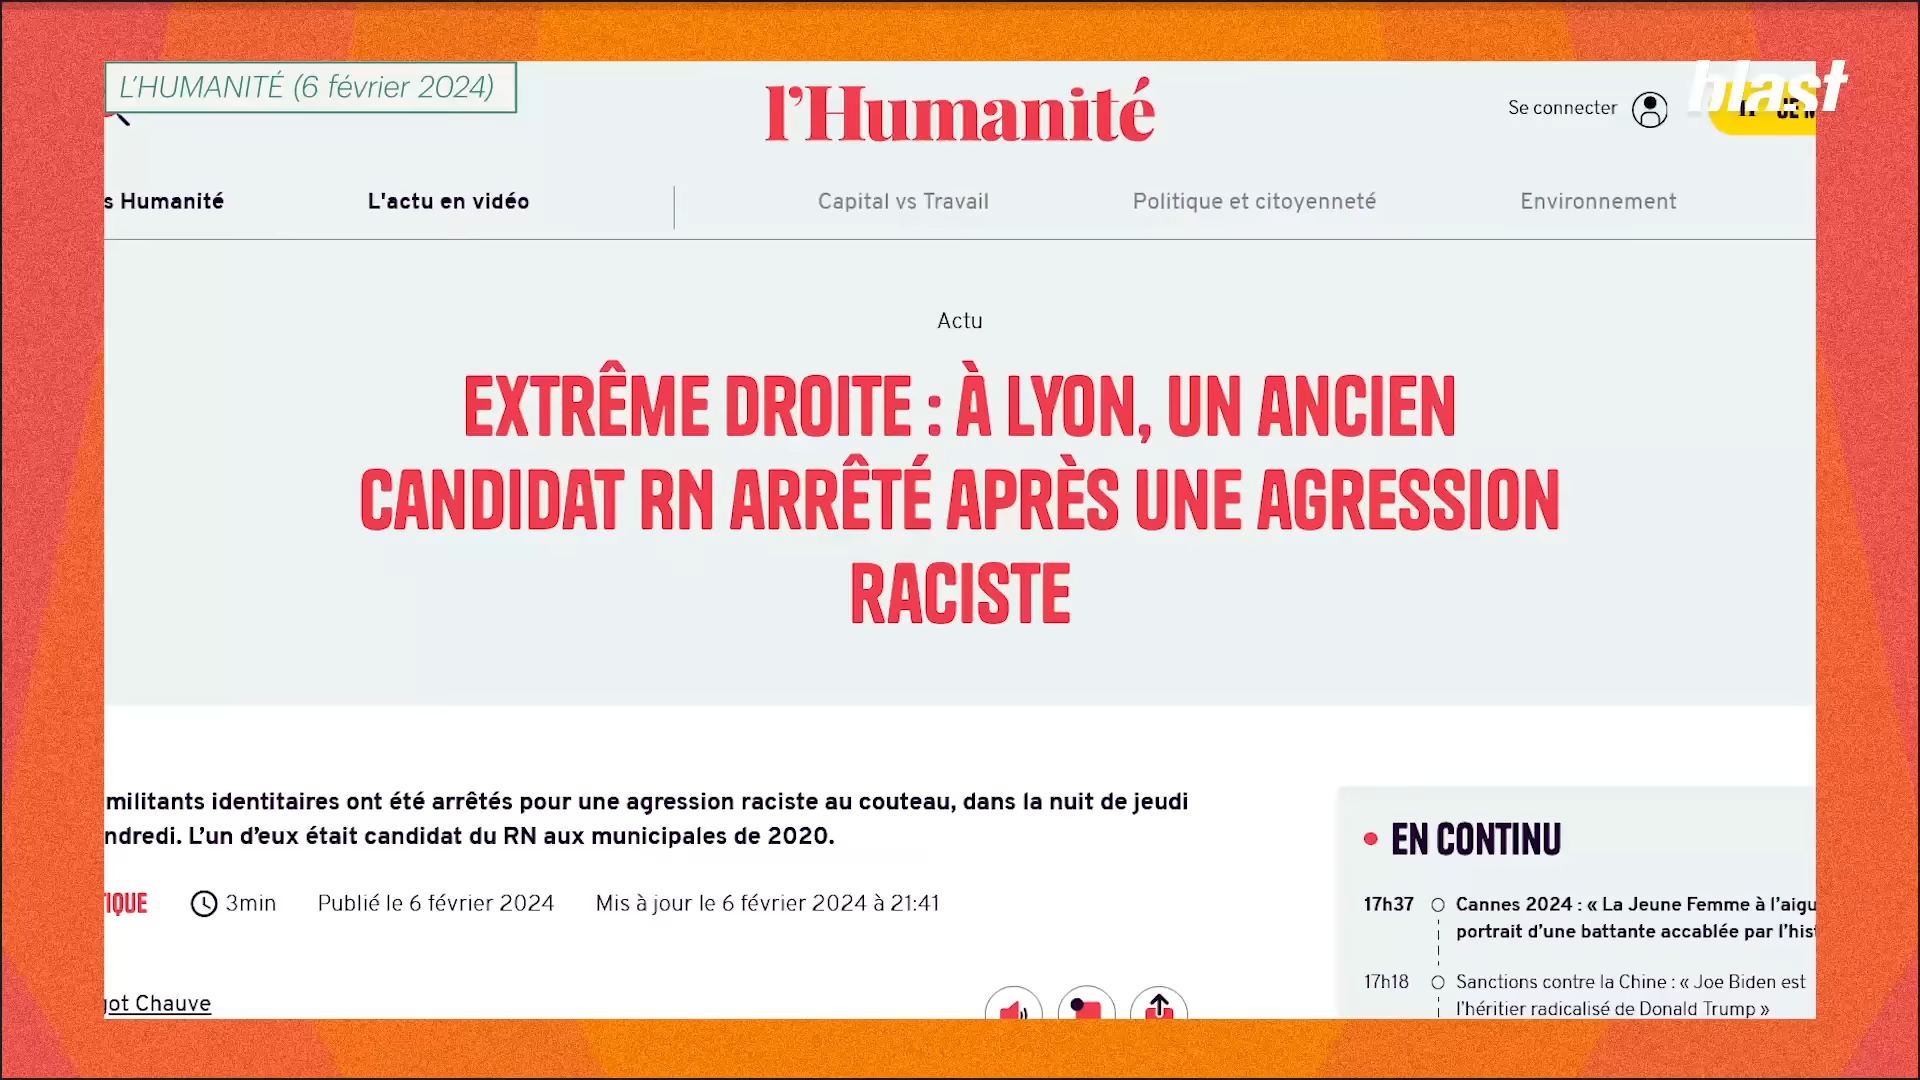 L'HUMANITÉ (6 février 2024)
l'Humanité
Se connecter
blast
s Humanité
L'actu en vidéo
Capital vs Travail
Politique et citoyenneté
Environnement
Actu
EXTRÊME DROITE : À LYON, UN ANCIEN
CANDIDAT RN ARRÊTÉ APRÈS UNE AGRESSION
RACISTE
militants identitaires ont été arrêtés pour une agression raciste au couteau, dans la nuit de jeudi
ndredi. L’un d’eux était candidat du RN aux municipales de 2020.
TIQUE
3min
Publié le 6 février 2024
Mis à jour le 6 février 2024 à 21:41
got Chauve
EN CONTINU
17h37 Cannes 2024 : « La Jeune Femme à l’aigu
portrait d’une battante accablée par l’hist
17h18 Sanctions contre la Chine : « Joe Biden est
l’héritier radicalisé de Donald Trump »